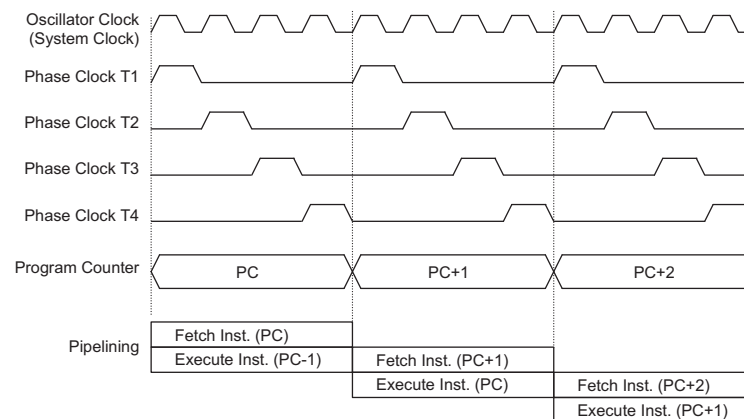 Oscillator Clock
(System Clock)
Phase Clock T1
Phase Clock T2
Phase Clock T3
Phase Clock T4
Program Counter
PC
PC+1
PC+2
Pipelining
Fetch Inst. (PC)
Execute Inst. (PC-1)
Fetch Inst. (PC+1)
Execute Inst. (PC)
Fetch Inst. (PC+2)
Execute Inst. (PC+1)